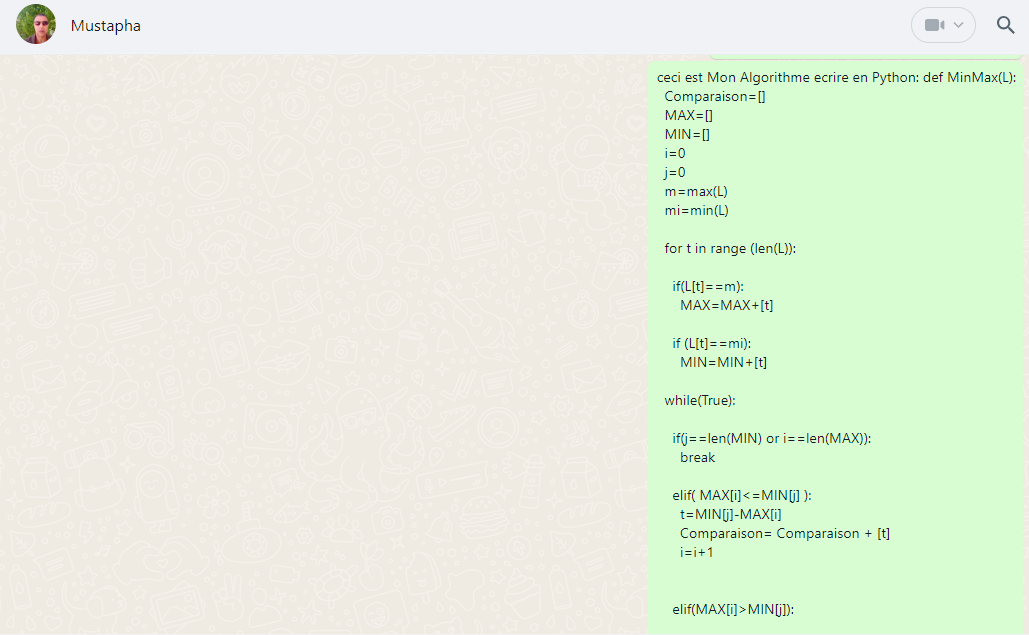 Mustapha
ceci est Mon Algorithme ecrire en Python: def MinMax(L):
Comparaison=[]
MAX=[]
MIN=[]
i=0
j=0
m=max(L)
mi=min(L)
for t in range (len(L)):
if(L[t]==m):
MAX=MAX+[t]
if (L[t]==mi):
MIN=MIN+[t]
while(True):
if(j==len(MIN) or i==len(MAX)):
break
elif( MAX[i]<=MIN[j] ):
t=MIN[j]-MAX[i]
Comparaison= Comparaison + [t]
i=i+1
elif(MAX[i]>MIN[j]):